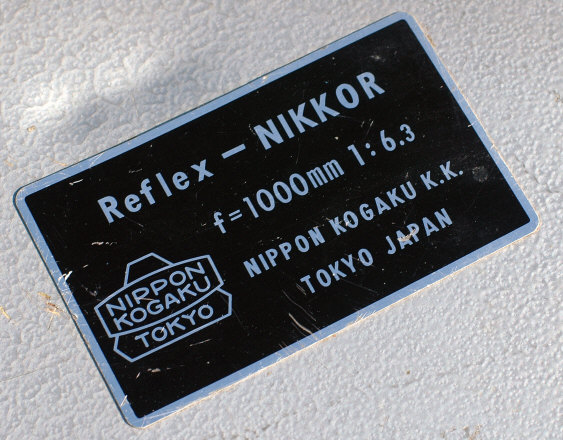 Reflex – NIKKOR
f=1000mm 1:6.3
NIPPON KOGAKU K.K.
TOKYO JAPAN
NIPPON
KOGAKU
TOKYO